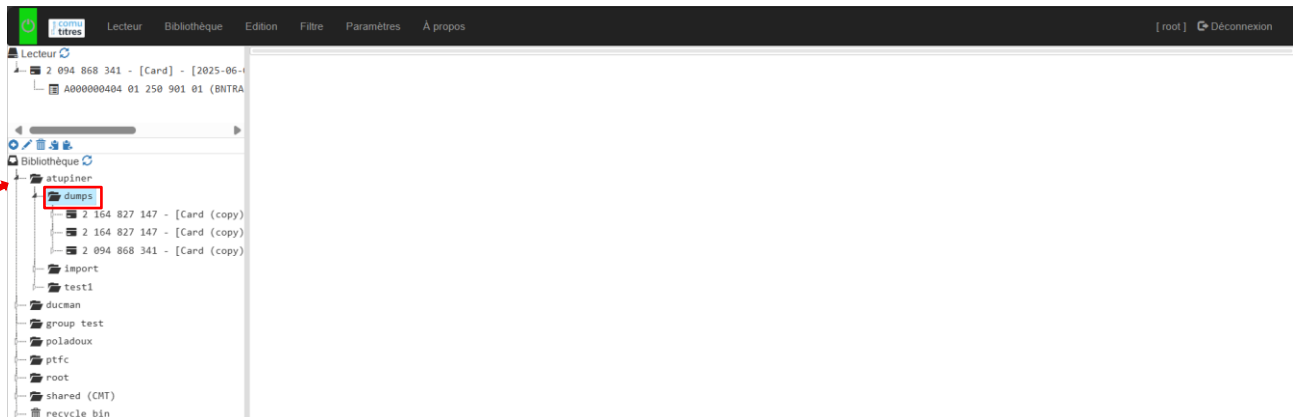 comu titres Lecteur Bibliothèque Edition Filtre Paramètres À propos [ root ] Déconnexion
Lecteur
2 094 868 341 - [Card] - [2025-06-
A000000404 01 250 901 01 (BNTRA
Bibliothèque
atupiner
dumps
2 164 827 147 - [Card (copy)
2 164 827 147 - [Card (copy)
2 094 868 341 - [Card (copy)
import
test1
ducman
group test
poladoux
ptfc
root
shared (CMT)
recycle bin